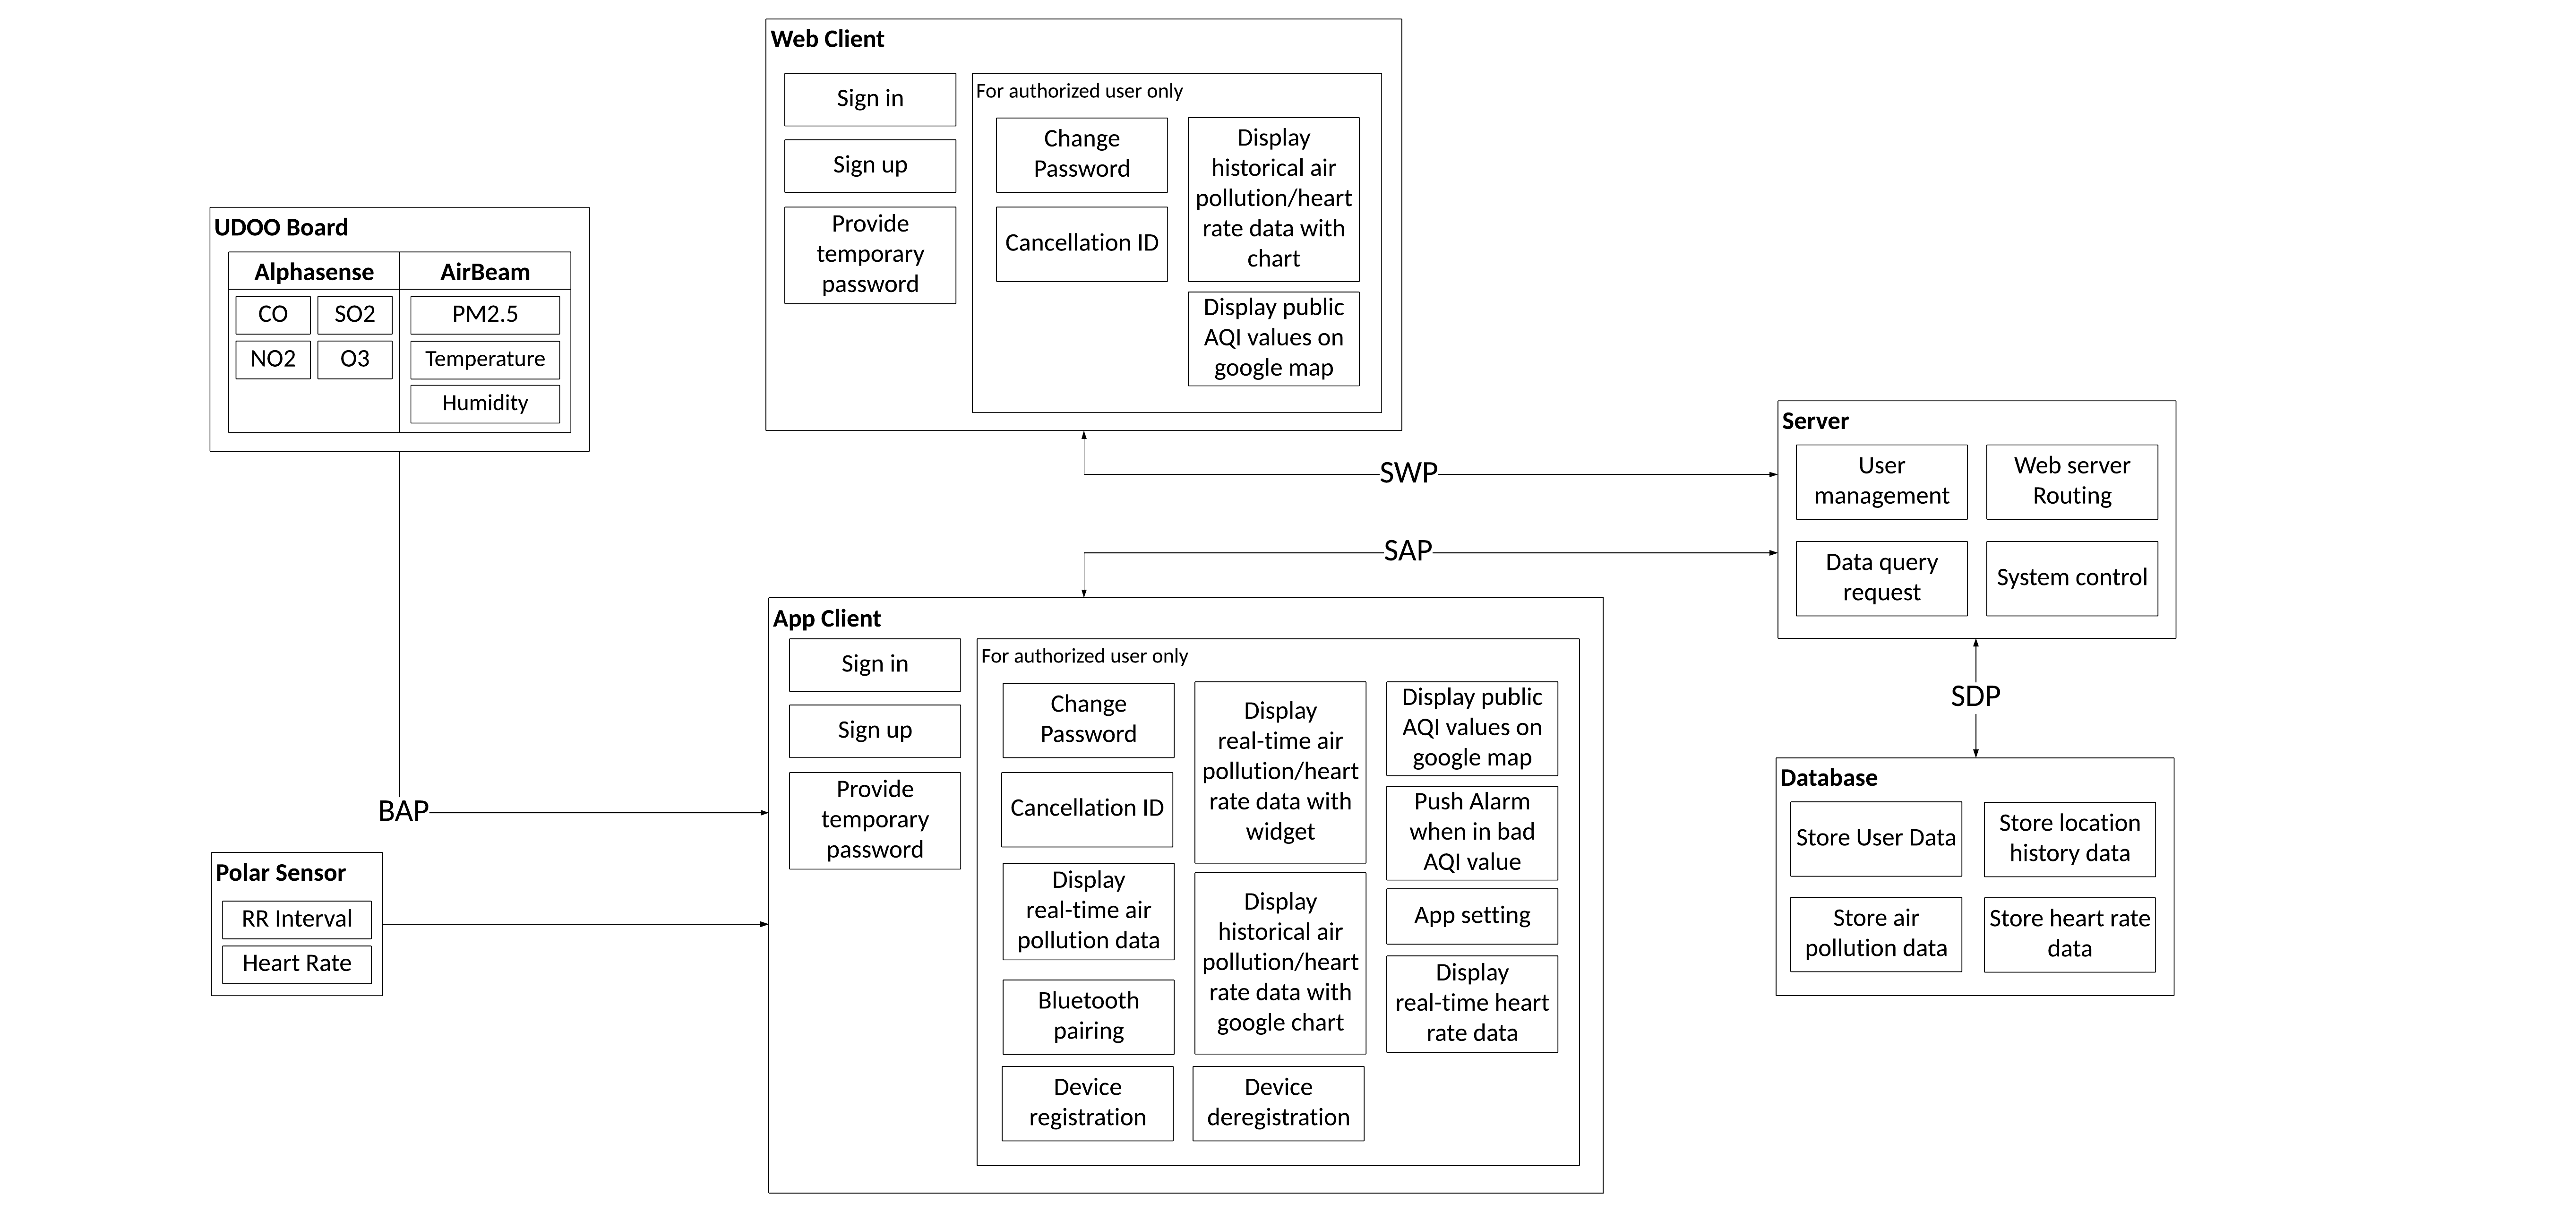 Web Client
Sign in
Sign up
Provide
temporary
password
For authorized user only
Change
Password
Cancellation ID
Display
historical air
pollution/heart
rate data with
chart
Display public
AQI values on
google map
UDOO Board
Alphasense
AirBeam
CO
SO2
NO2
O3
PM2.5
Temperature
Humidity
SWP
SAP
Server
User
management
Web server
Routing
Data query
request
System control
SDP
Database
Store User Data
Store location
history data
Store air
pollution data
Store heart rate
data
BAP
Polar Sensor
RR Interval
Heart Rate
App Client
Sign in
Sign up
Provide
temporary
password
For authorized user only
Change
Password
Cancellation ID
Display
real-time air
pollution data
Bluetooth
pairing
Device
registration
Display
real-time air
pollution/heart
rate data with
widget
Display
historical air
pollution/heart
rate data with
google chart
Device
deregistration
Display public
AQI values on
google map
Push Alarm
when in bad
AQI value
App setting
Display
real-time heart
rate data